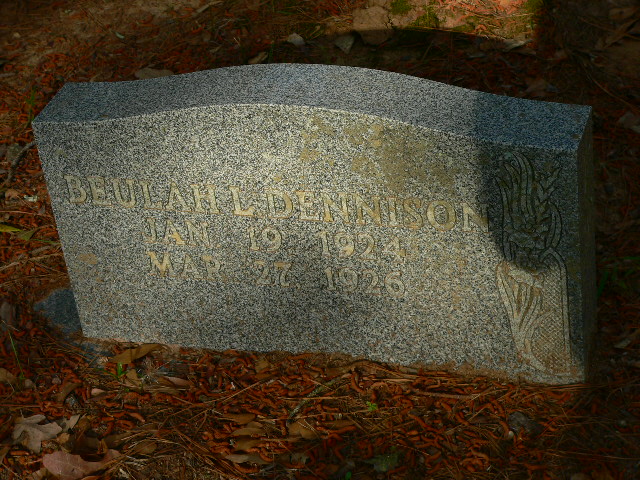 BEULAH L. DENNISON
JAN. 19 1924
MAR. 27 1926